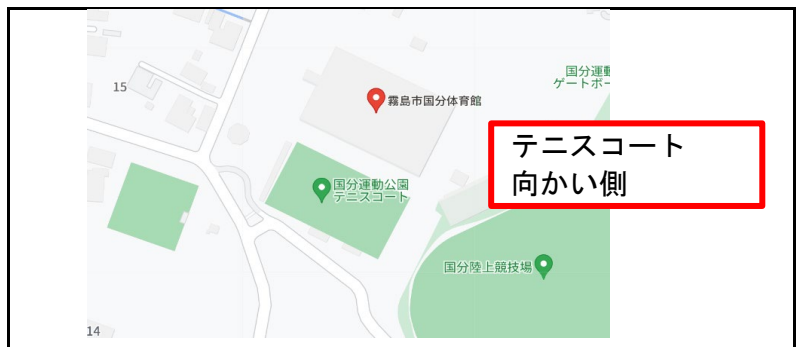 国分運動
ゲートボー
15
霧島市国分体育館
テニスコート
向かい側
国分運動公園
テニスコート
国分陸上競技場
14